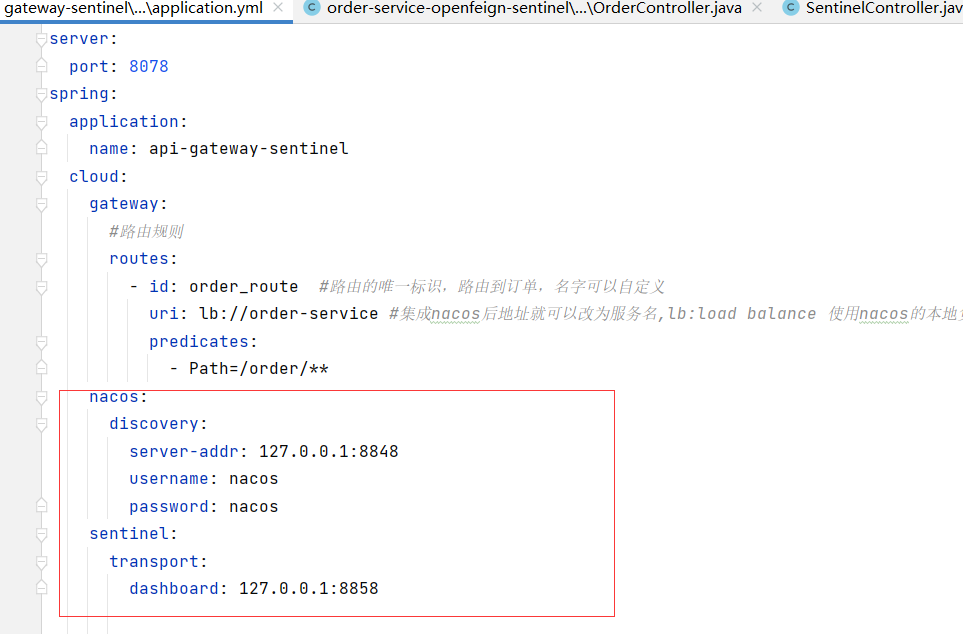 gateway-sentinel\...\application.yml × C order-service-openfeign-sentinel\...\OrderController.java × C SentinelController.jav
server:
port: 8078
spring:
application:
name: api-gateway-sentinel
cloud:
gateway:
#路由规则
routes:
- id: order_route #路由的唯一标识，路由到订单，名字可以自定义
uri: lb://order-service #集成nacos后地址就可以改为服务名,lb:load balance 使用nacos的本地
predicates:
- Path=/order/**
nacos:
discovery:
server-addr: 127.0.0.1:8848
username: nacos
password: nacos
sentinel:
transport:
dashboard: 127.0.0.1:8858